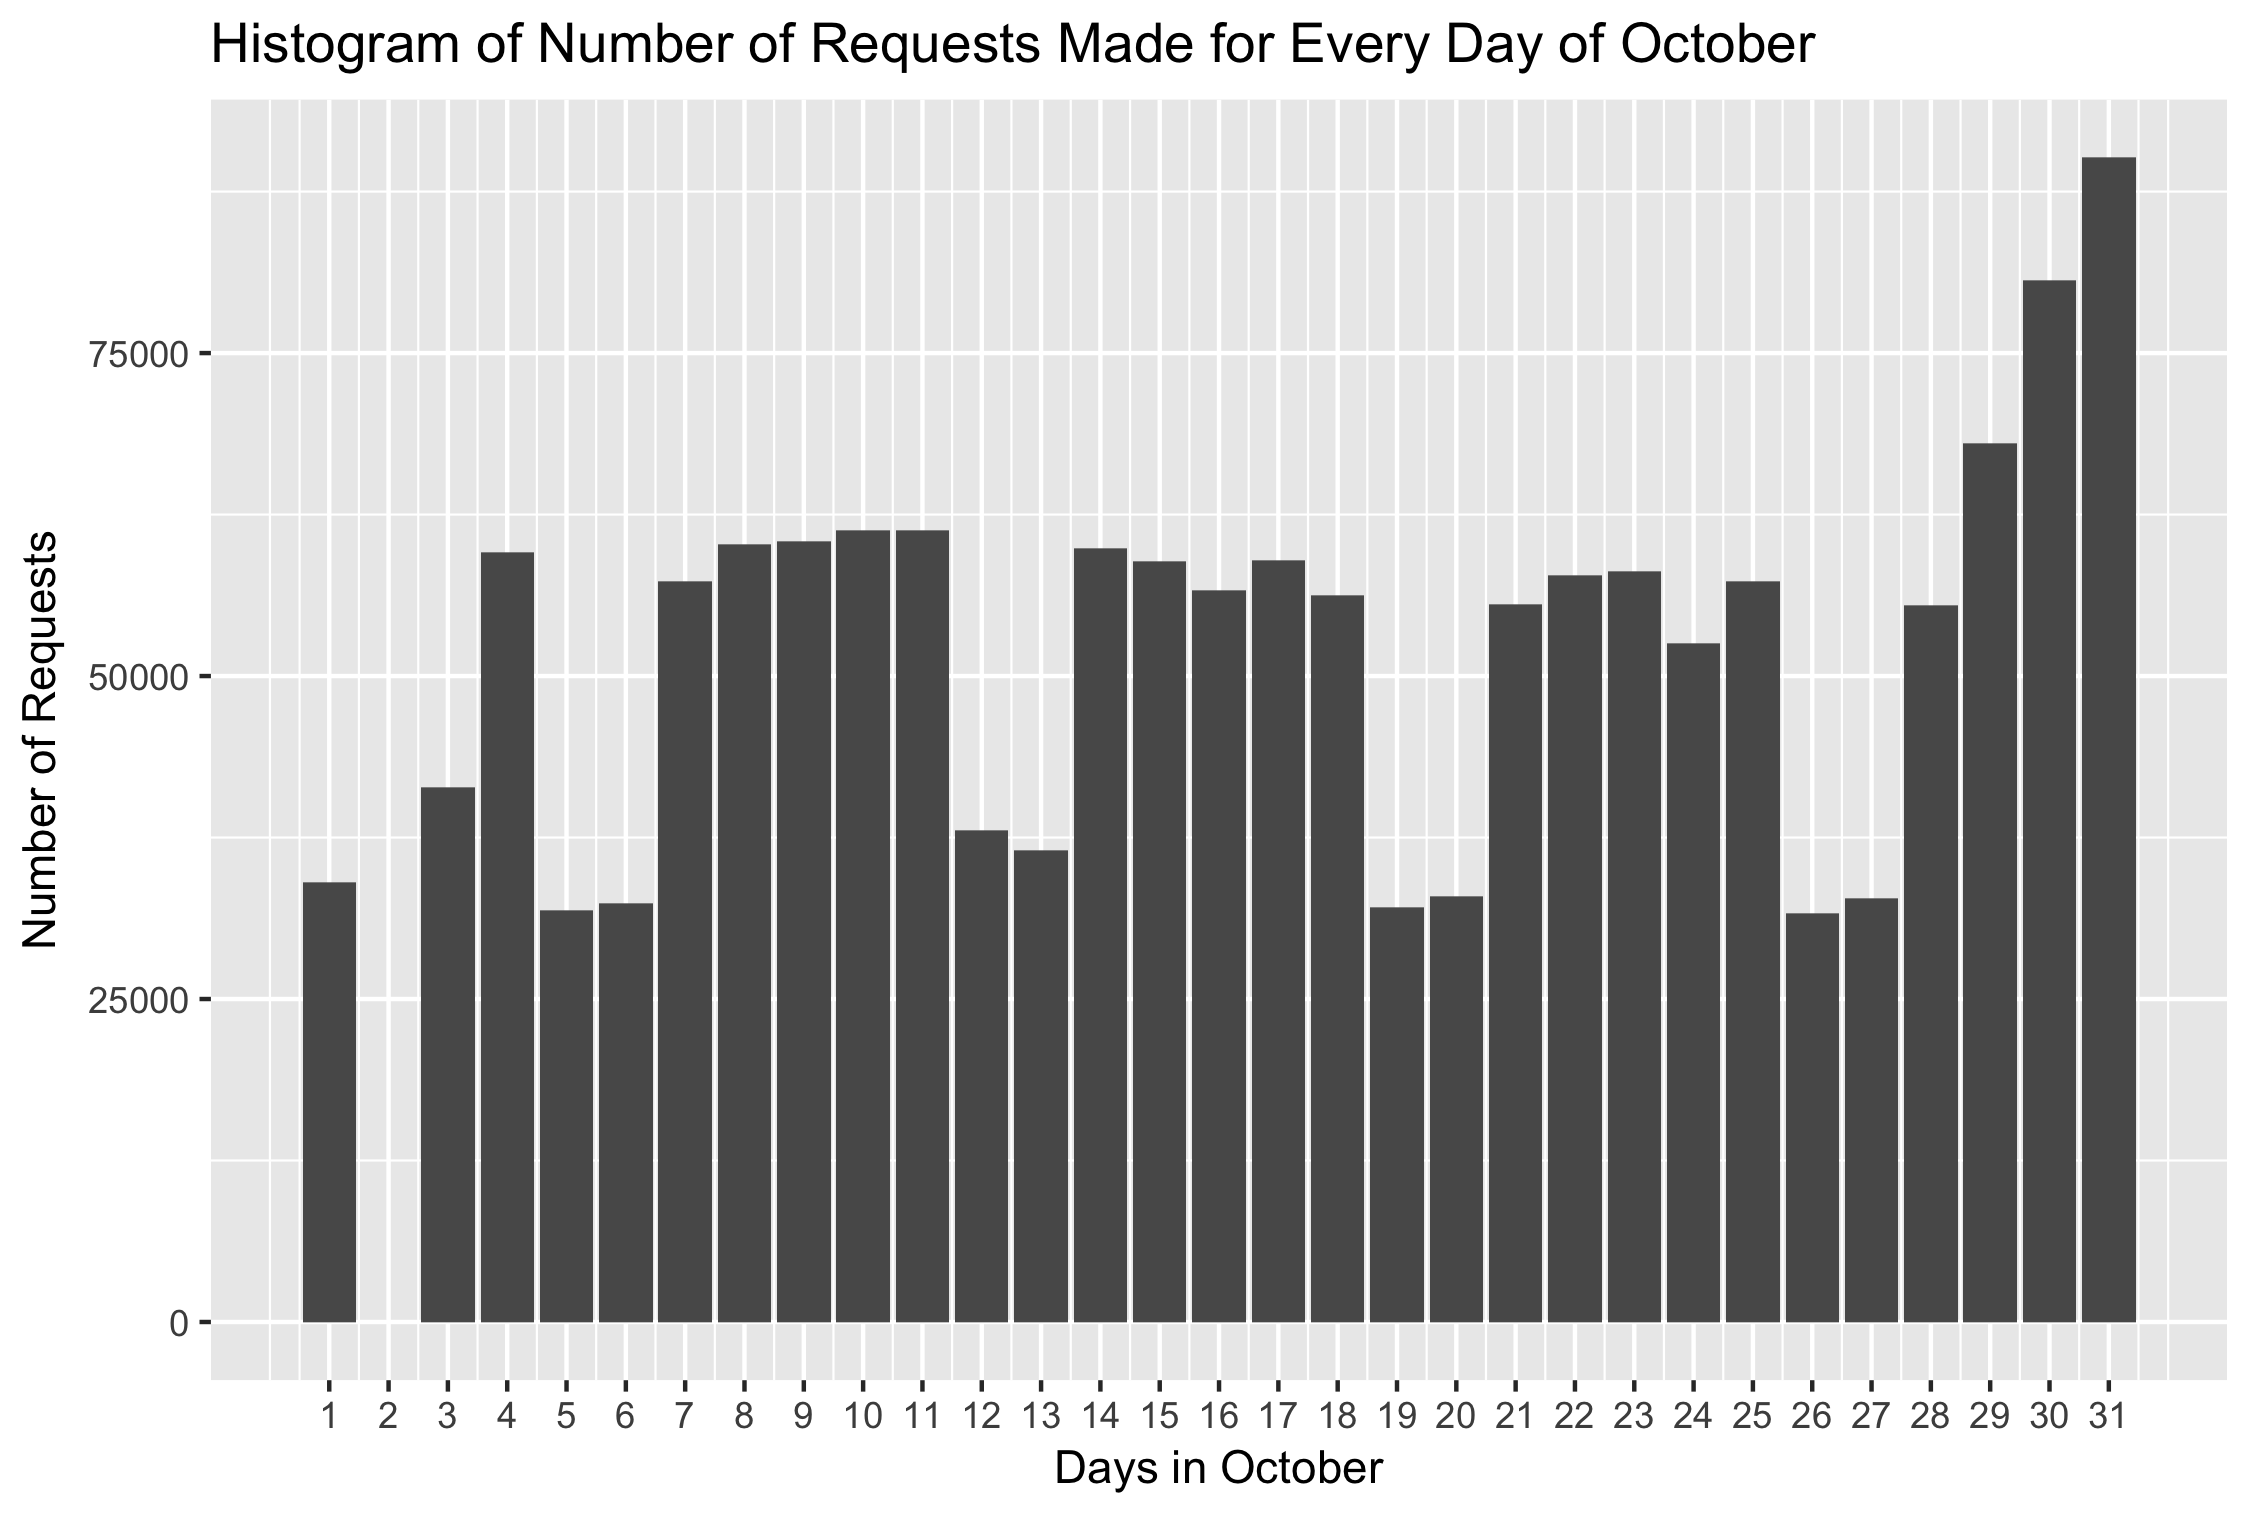 Histogram of Number of Requests Made for Every Day of October
Number of Requests
75000
50000
25000
0
1 2 3 4 5 6 7 8 9 10 11 12 13 14 15 16 17 18 19 20 21 22 23 24 25 26 27 28 29 30 31
Days in October